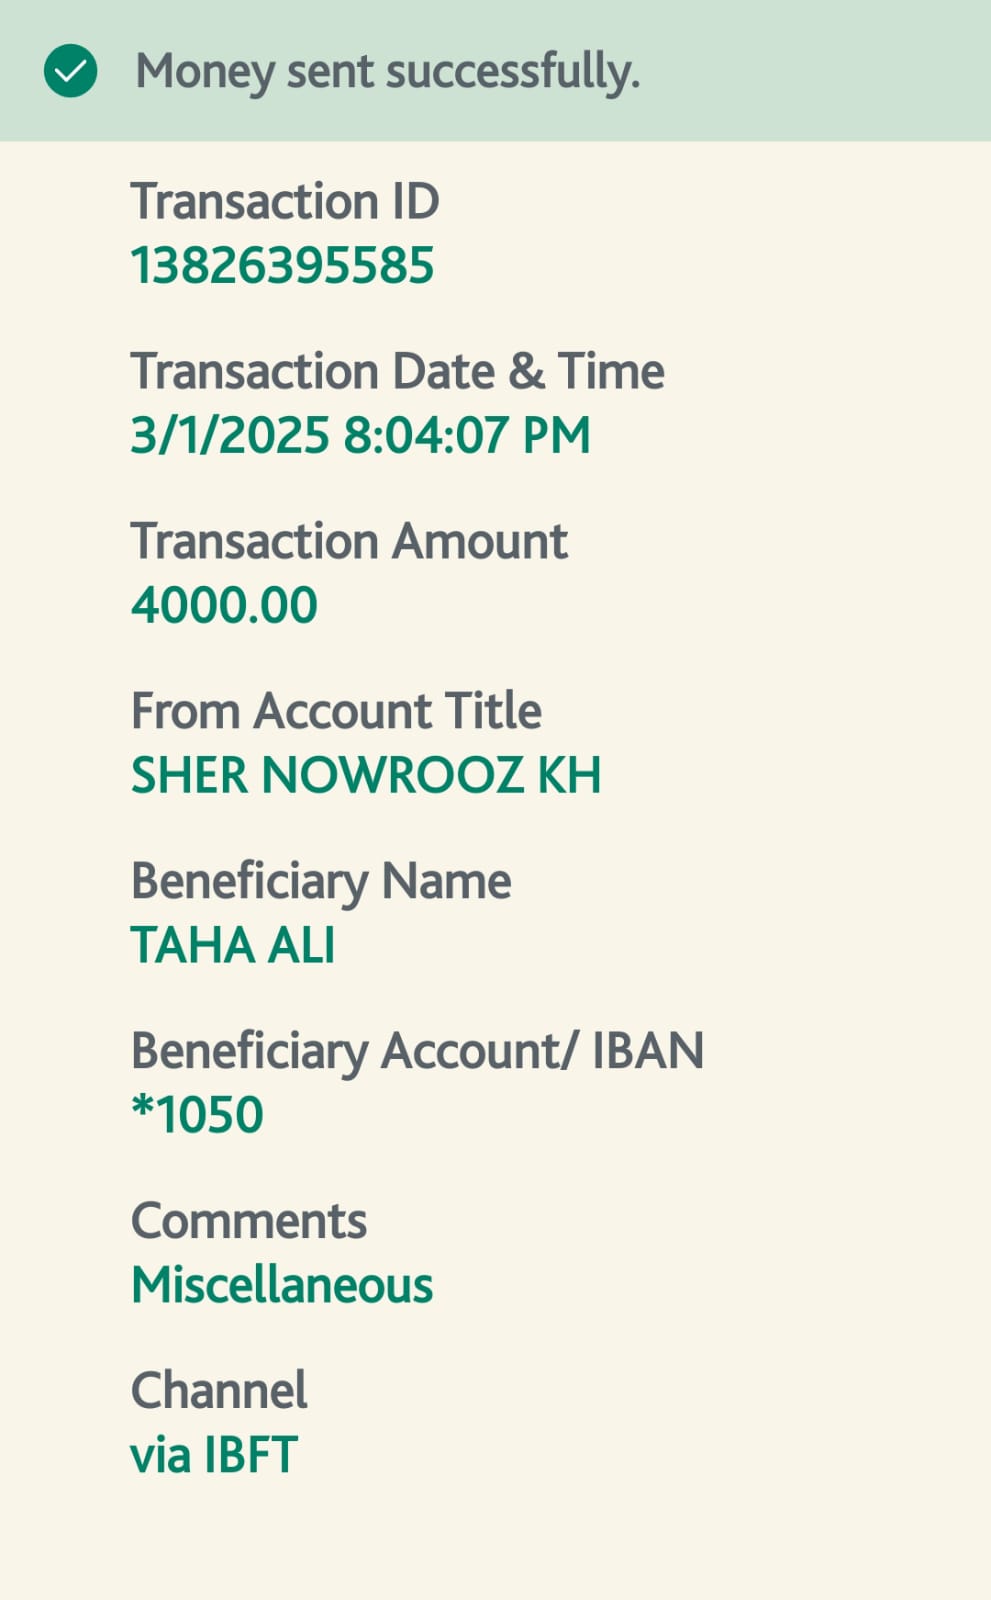 Money sent successfully.
Transaction ID
13826395585
Transaction Date & Time
3/1/2025 8:04:07 PM
Transaction Amount
4000.00
From Account Title
SHER NOWROOZ KH
Beneficiary Name
TAHA ALI
Beneficiary Account/ IBAN
*1050
Comments
Miscellaneous
Channel
via IBFT